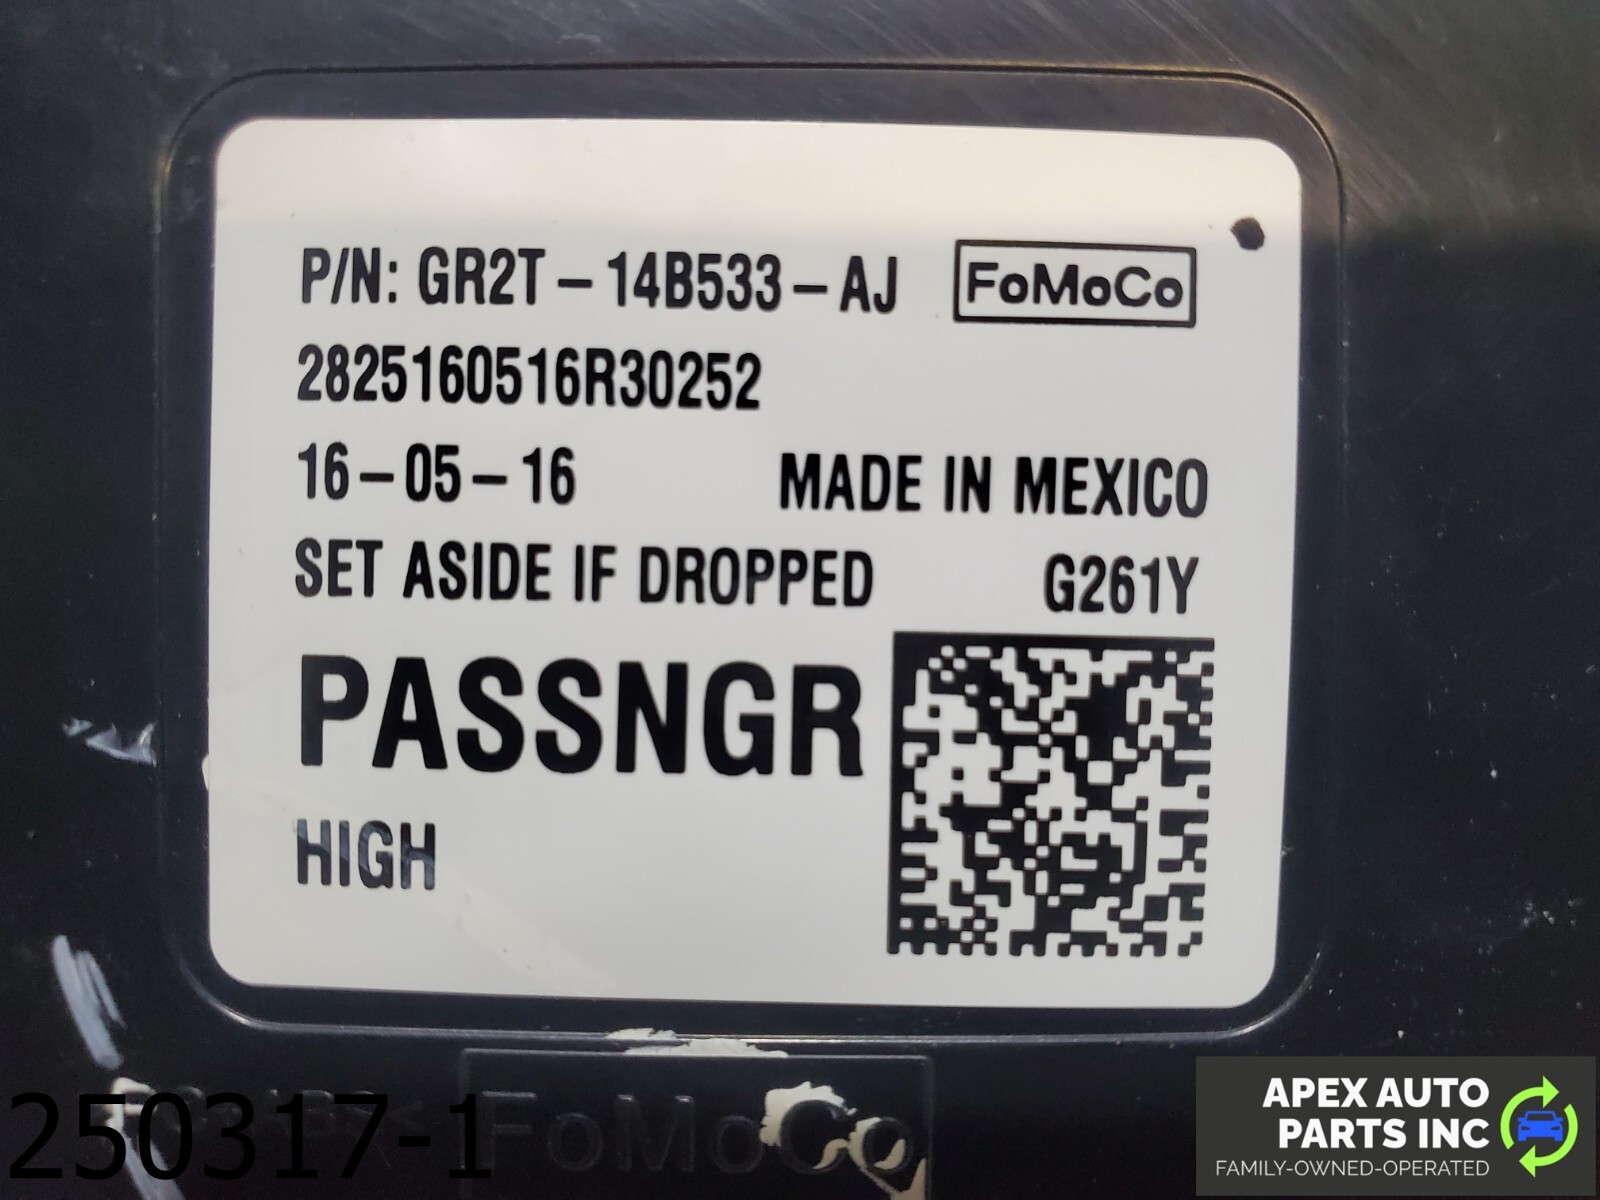 P/N: GR2T-14B533-AJ FoMoCo
2825160516R30252
16-05-16 MADE IN MEXICO
SET ASIDE IF DROPPED G261Y
PASSNGR
HIGH
FoMoCo
250317-1
APEX AUTO
PARTS INC
FAMILY-OWNED-OPERATED